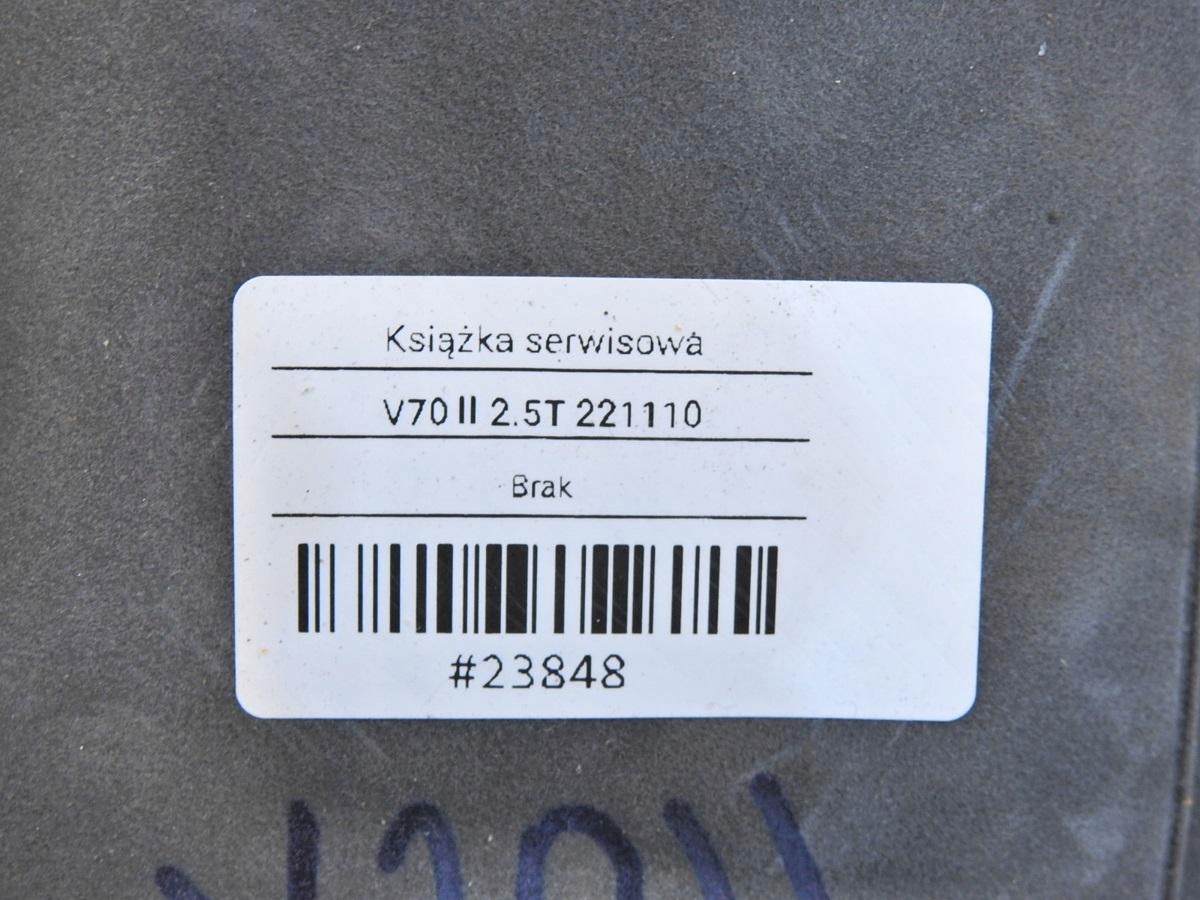 Książka serwisowa
V70 II 2.5T 221110
Brak
#23848